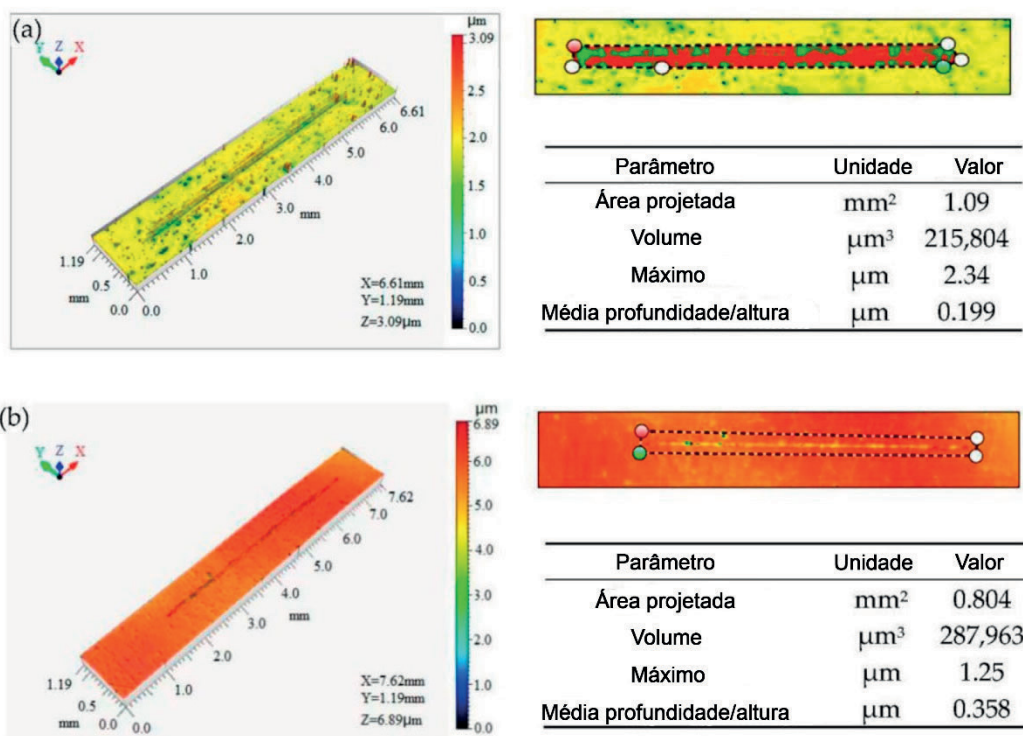 (a)
Y Z X
µm
3.09
2.5
2.0
1.5
1.0
0.5
0.0
6.61
6.0
5.0
4.0
3.0
mm
2.0
1.0
0.0
1.19
0.5
mm
0.0
X=6.61mm
Y=1.19mm
Z=3.09µm
Parâmetro Unidade Valor
Área projetada mm² 1.09
Volume µm³ 215,804
Máximo µm 2.34
Média profundidade/altura µm 0.199
(b)
Y Z X
µm
6.89
6.0
5.0
4.0
3.0
2.0
1.0
0.0
7.62
7.0
6.0
5.0
4.0
3.0
mm
2.0
1.0
0.0
1.19
0.5
mm
0.0
X=7.62mm
Y=1.19mm
Z=6.89µm
Parâmetro Unidade Valor
Área projetada mm² 0.804
Volume µm³ 287,963
Máximo µm 1.25
Média profundidade/altura µm 0.358